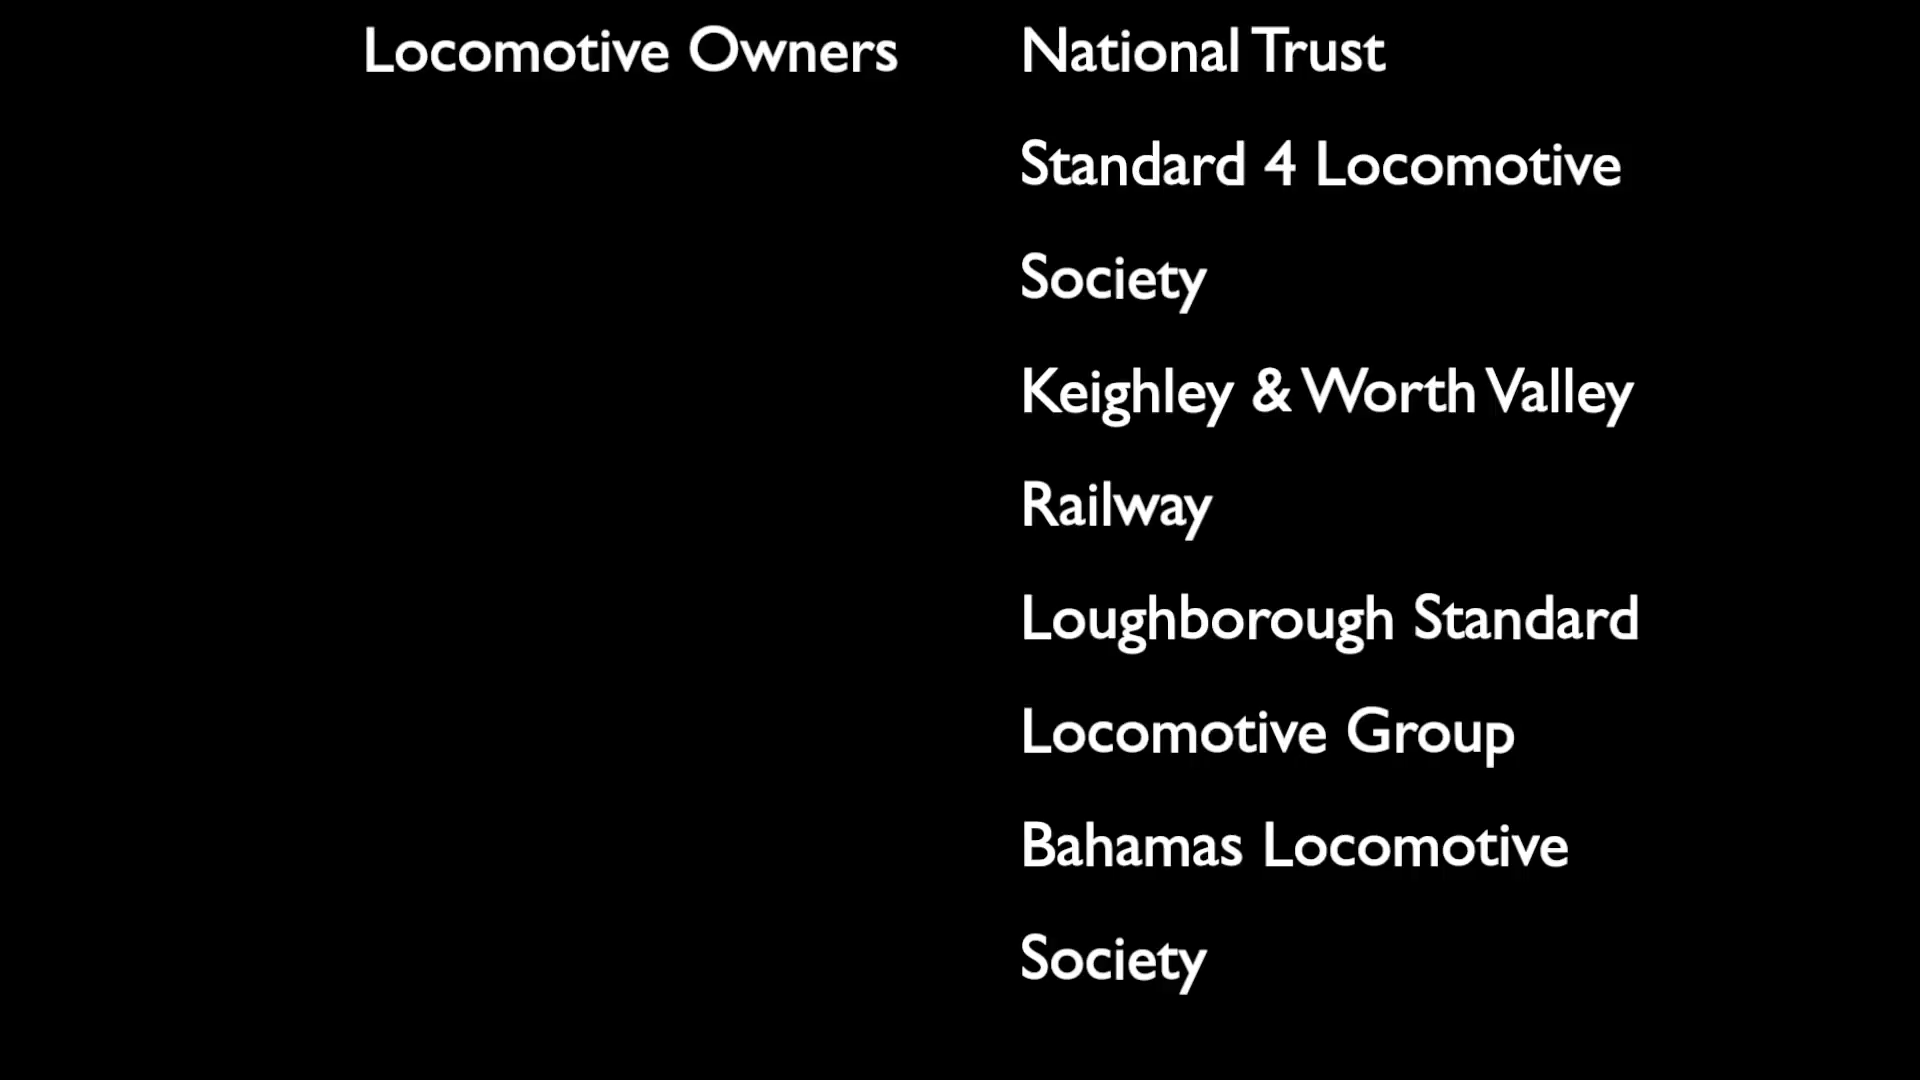 Locomotive Owners National Trust
Standard 4 Locomotive
Society
Keighley & Worth Valley
Railway
Loughborough Standard
Locomotive Group
Bahamas Locomotive
Society